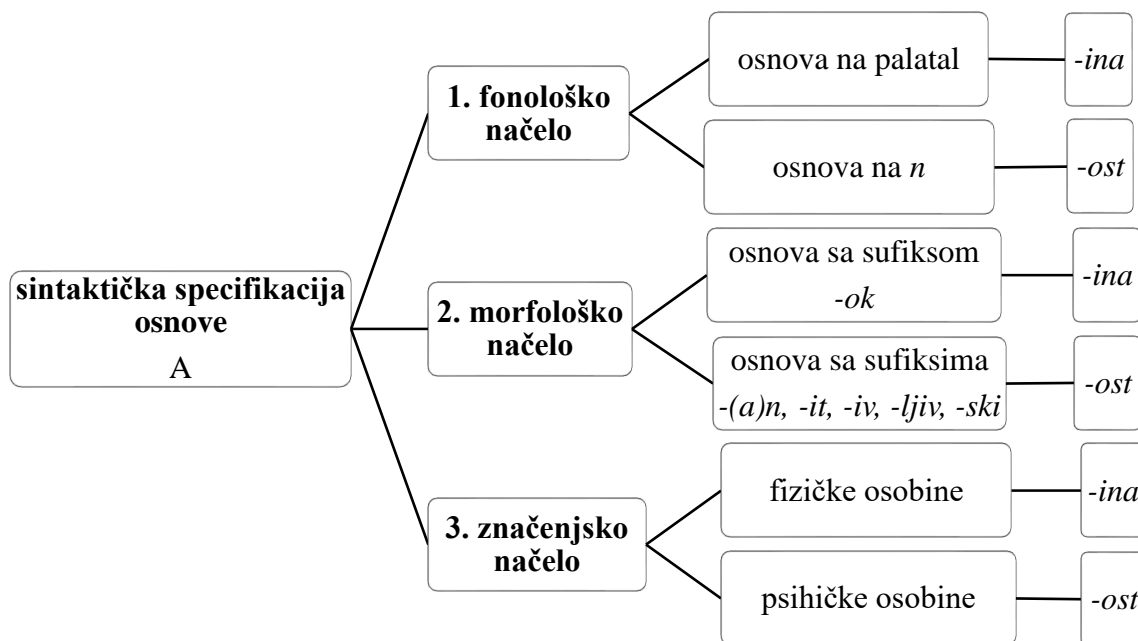 sintaktička specifikacija
osnove
A
1. fonološko
načelo
osnova na palatal
-ina
osnova na n
-ost
2. morfološko
načelo
osnova sa sufiksom
-ok
-ina
osnova sa sufiksima
-(a)n, -it, -iv, -ljiv, -ski
-ost
3. značenjsko
načelo
fizičke osobine
-ina
psihičke osobine
-ost